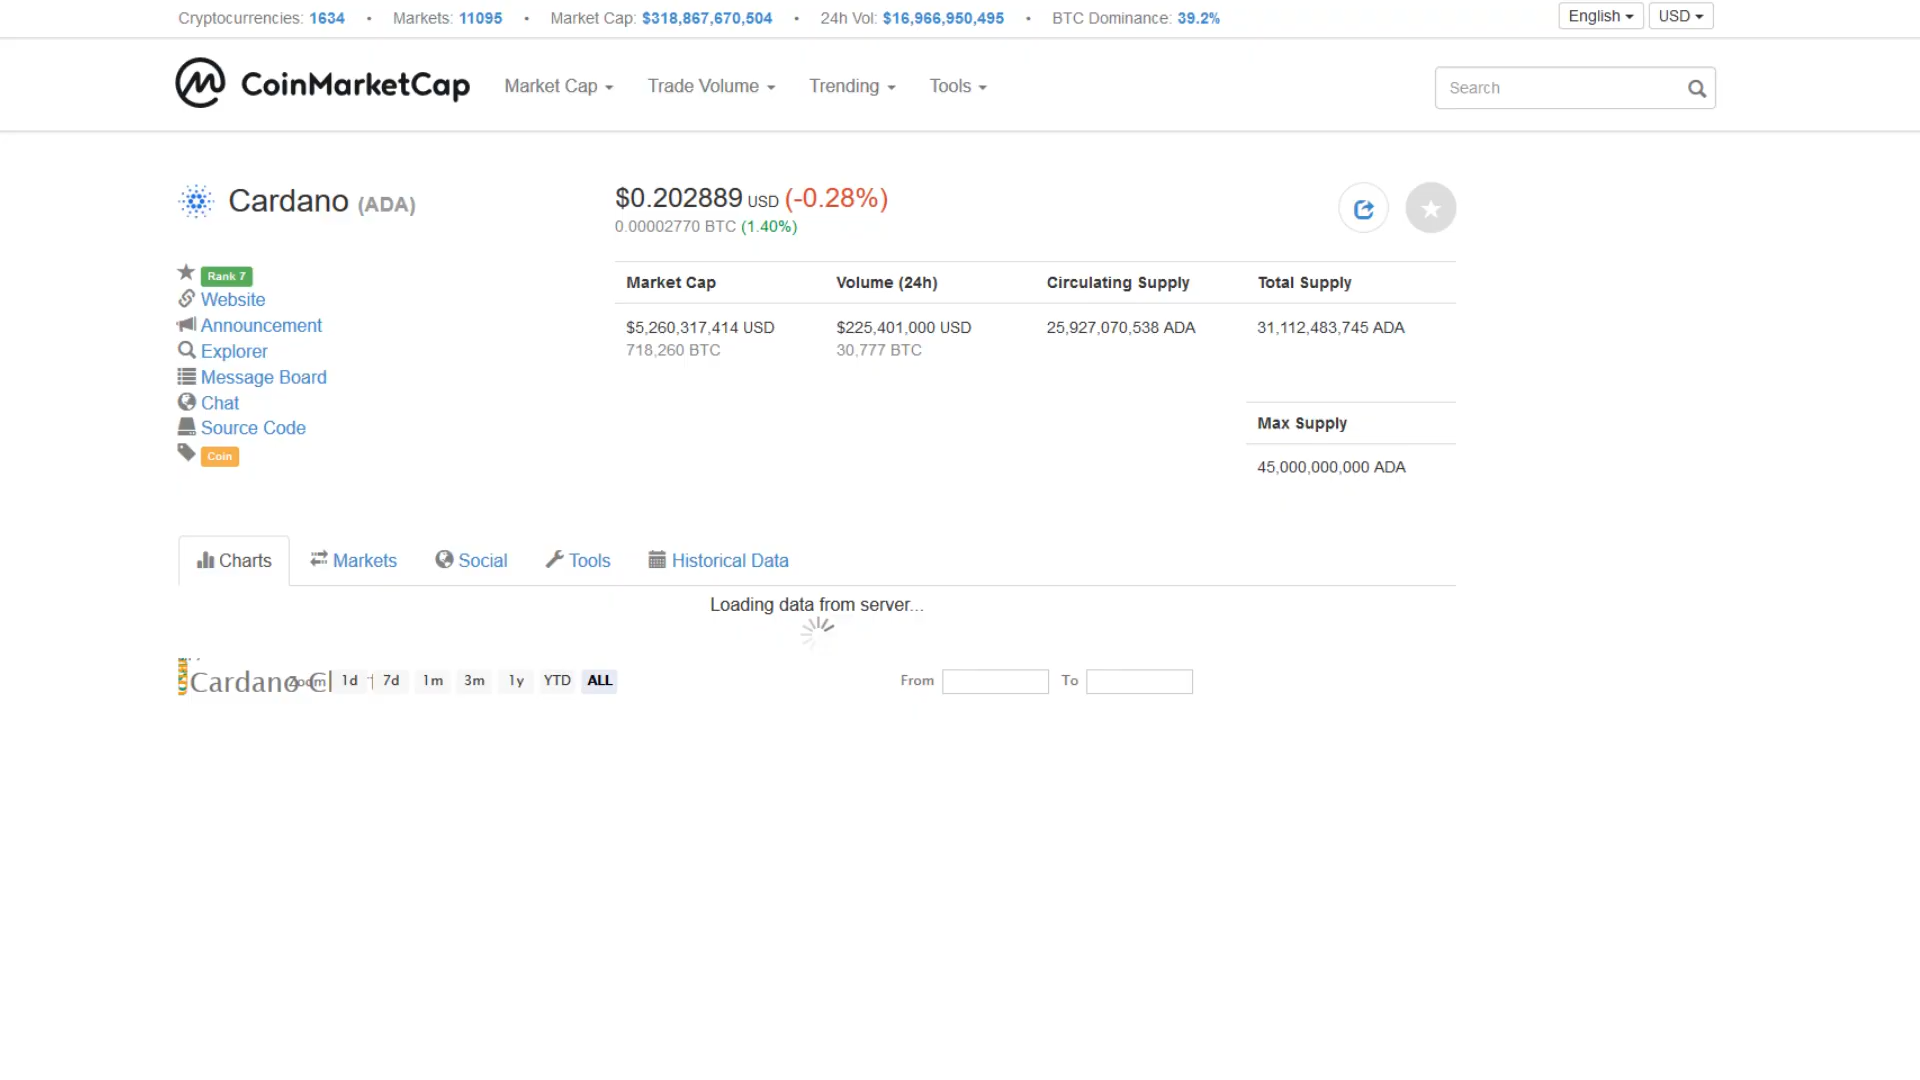 Cryptocurrencies: 1634 • Markets: 11095 • Market Cap: $318,867,670,504 • 24h Vol: $16,966,950,495 • BTC Dominance: 39.2% English USD
CoinMarketCap Market Cap Trade Volume Trending Tools Search
Cardano (ADA)
$0.202889 USD (-0.28%)
0.00002770 BTC (1.40%)
Rank 7
Website
Announcement
Explorer
Message Board
Chat
Source Code
Coin
Market Cap Volume (24h) Circulating Supply Total Supply
$5,260,317,414 USD $225,401,000 USD 25,927,070,538 ADA 31,112,483,745 ADA
718,260 BTC 30,777 BTC
Max Supply
45,000,000,000 ADA
Charts Markets Social Tools Historical Data
Loading data from server...
Cardano Zoom 1d 7d 1m 3m 1y YTD ALL From To